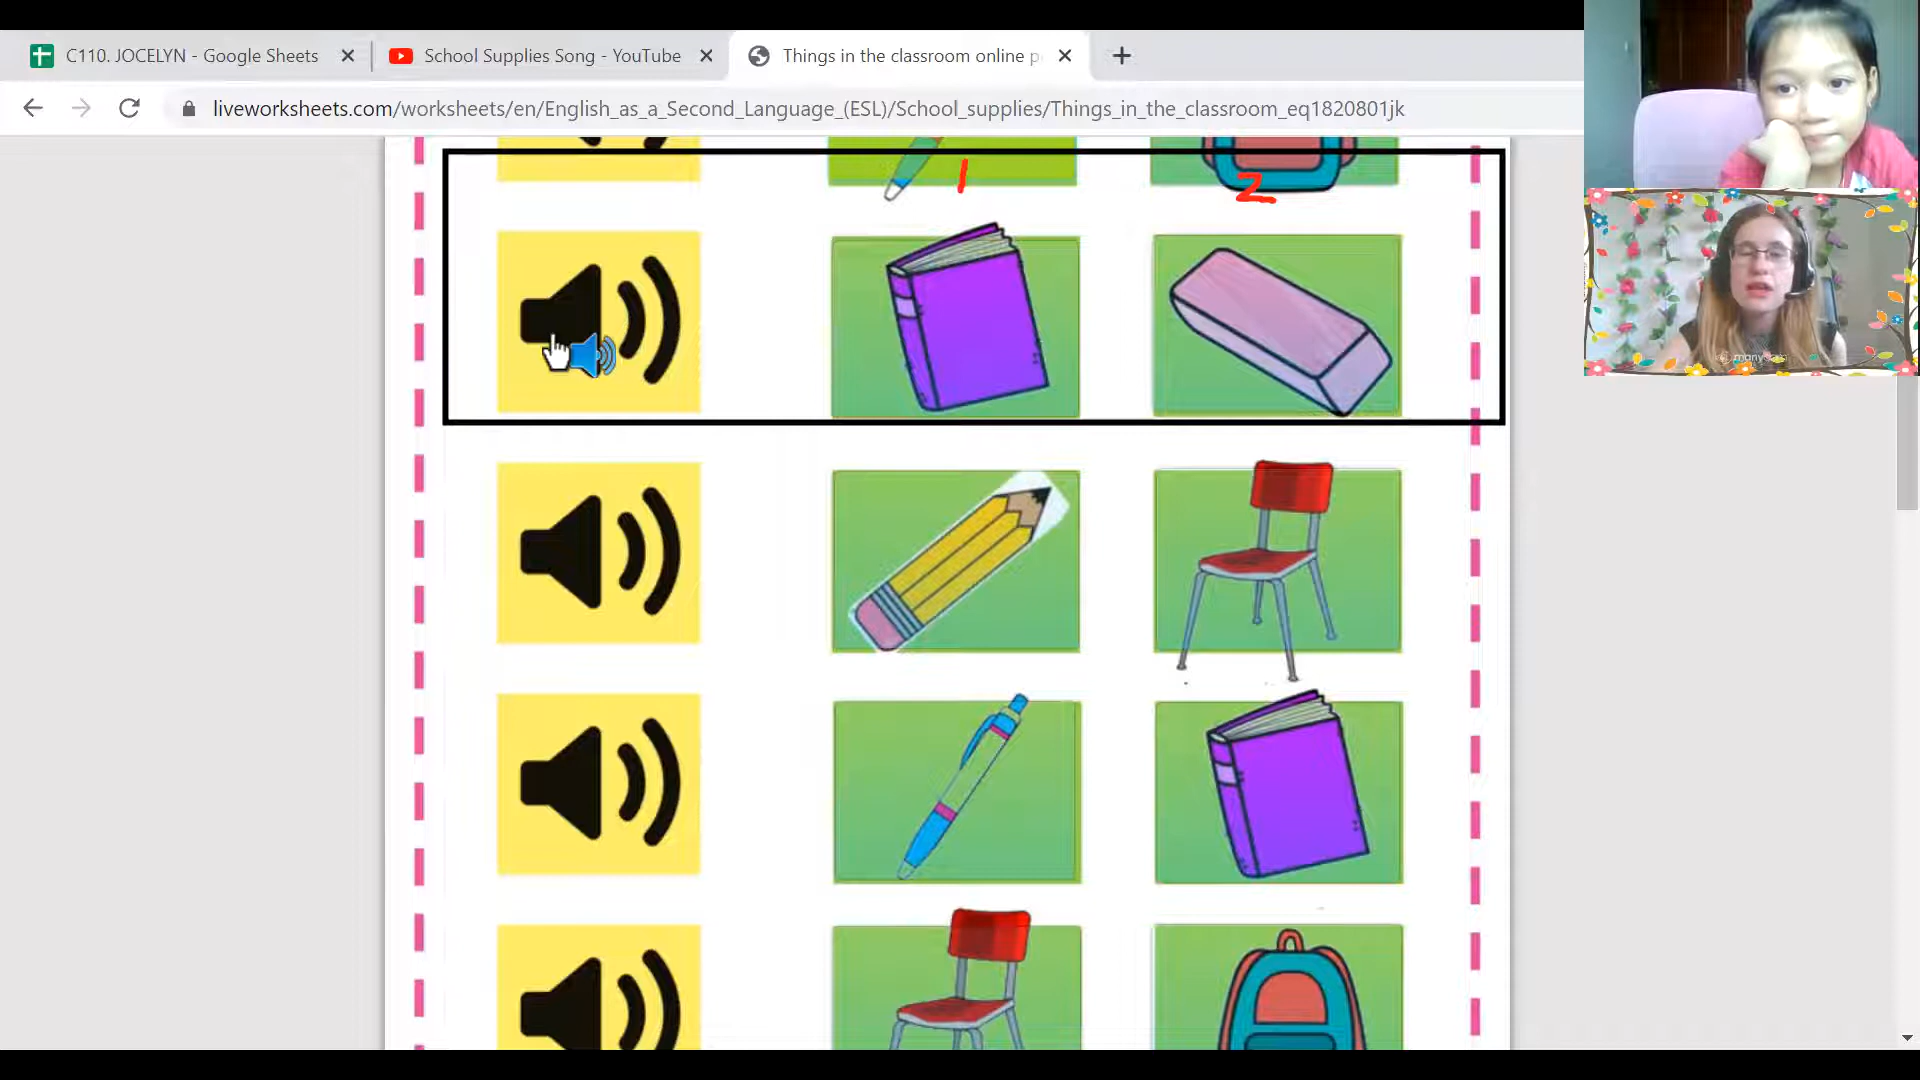 C110. JOCELYN - Google Sheets
School Supplies Song - YouTube
Things in the classroom online p
liveworksheets.com/worksheets/en/English_as_a_Second_Language_(ESL)/School_supplies/Things_in_the_classroom_eq1820801jk
1
2
many